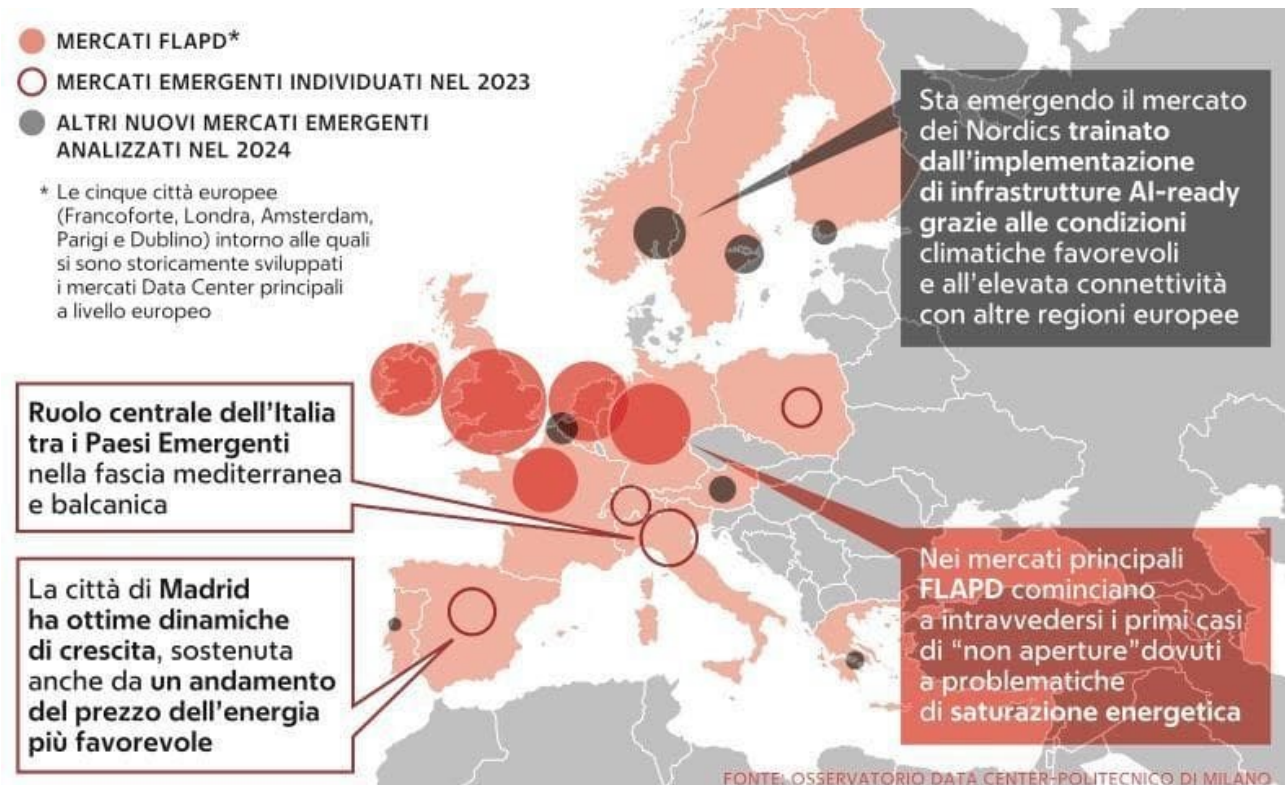 MERCATI FLAPD*
MERCATI EMERGENTI INDIVIDUATI NEL 2023
ALTRI NUOVI MERCATI EMERGENTI
ANALIZZATI NEL 2024
* Le cinque città europee
(Francoforte, Londra, Amsterdam,
Parigi e Dublino) intorno alle quali
si sono storicamente sviluppati
i mercati Data Center principali
a livello europeo
Sta emergendo il mercato
dei Nordics trainato
dall'implementazione
di infrastrutture AI-ready
grazie alle condizioni
climatiche favorevoli
e all'elevata connettività
con altre regioni europee
Ruolo centrale dell'Italia
tra i Paesi Emergenti
nella fascia mediterranea
e balcanica
La città di Madrid
ha ottime dinamiche
di crescita, sostenuta
anche da un andamento
del prezzo dell'energia
più favorevole
Nei mercati principali
FLAPD cominciano
a intravvedersi i primi casi
di "non aperture" dovuti
a problematiche
di saturazione energetica
FONTE: OSSERVATORIO DATA CENTER-POLITECNICO DI MILANO